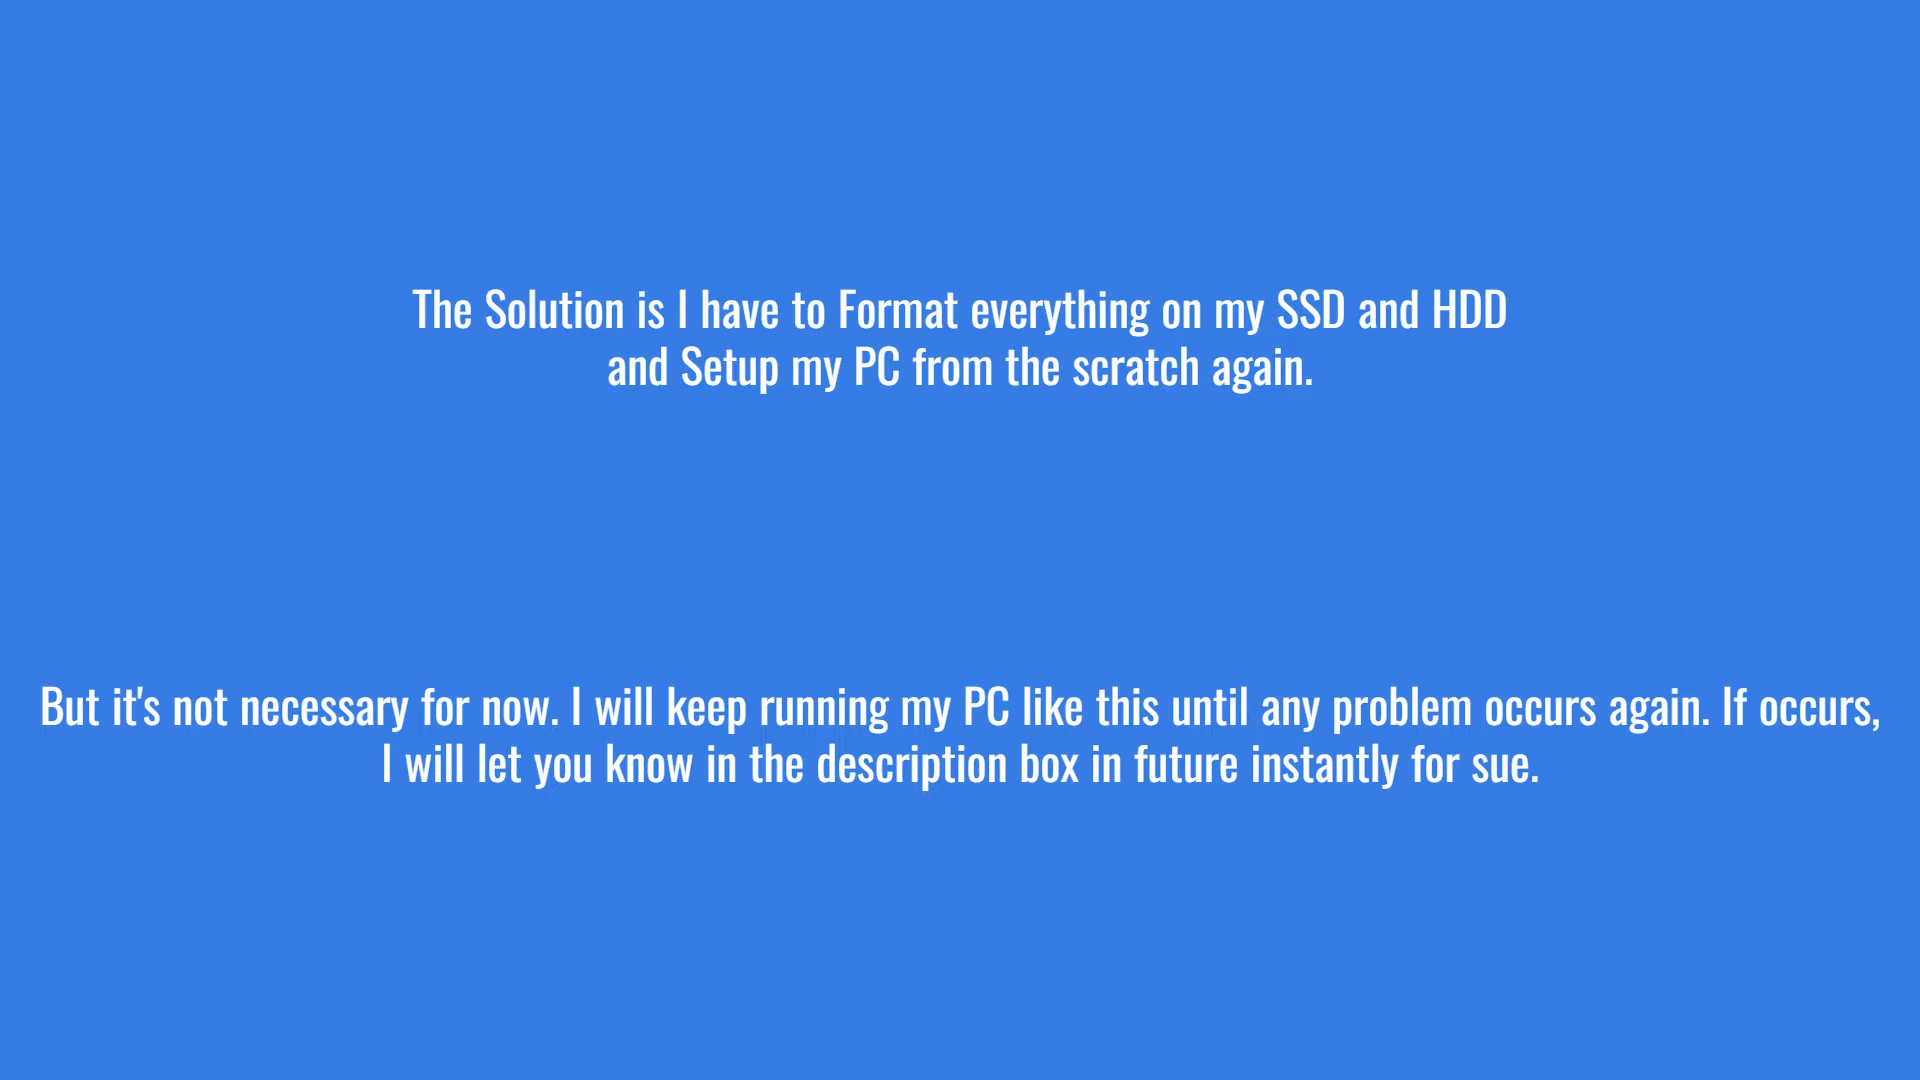 The Solution is I have to Format everything on my SSD and HDD
and Setup my PC from the scratch again.
But it's not necessary for now. I will keep running my PC like this until any problem occurs again. If occurs,
I will let you know in the description box in future instantly for sue.